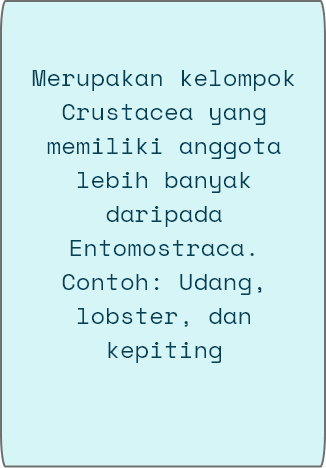 Merupakan kelompok
Crustacea yang
memiliki anggota
lebih banyak
daripada
Entomostraca.
Contoh: Udang,
lobster, dan
kepiting